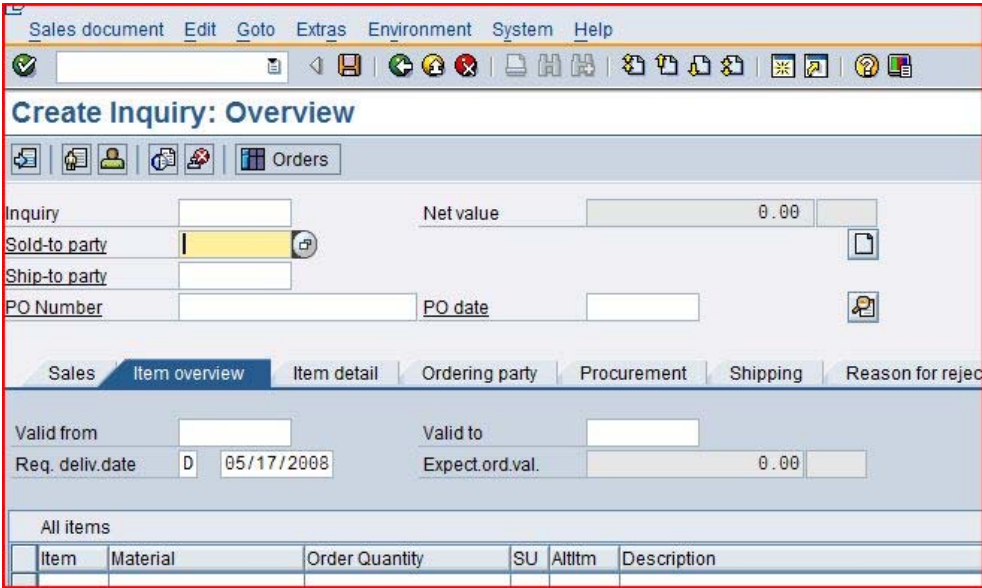 Sales document Edit Goto Extras Environment System Help
Create Inquiry: Overview
Orders
Inquiry Net value 0.00
Sold-to party
Ship-to party
PO Number PO date
Sales Item overview Item detail Ordering party Procurement Shipping Reason for rejec
Valid from Valid to
Req. deliv.date D 05/17/2008 Expect.ord.val. 0.00
All items
Item Material Order Quantity SU AltItm Description